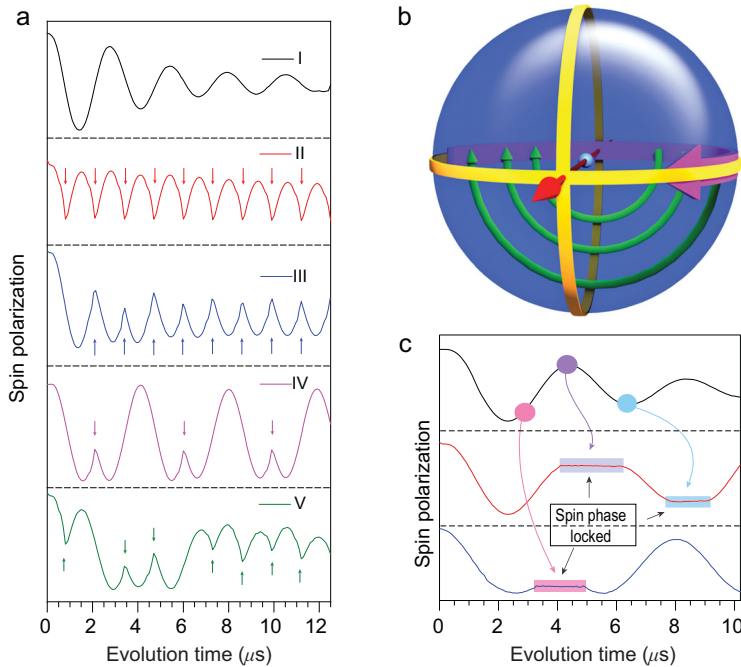 a
I
II
III
IV
V
Spin polarization
0 2 4 6 8 10 12
Evolution time (μs)
b
c
Spin phase
locked
Spin polarization
0 2 4 6 8 10
Evolution time (μs)